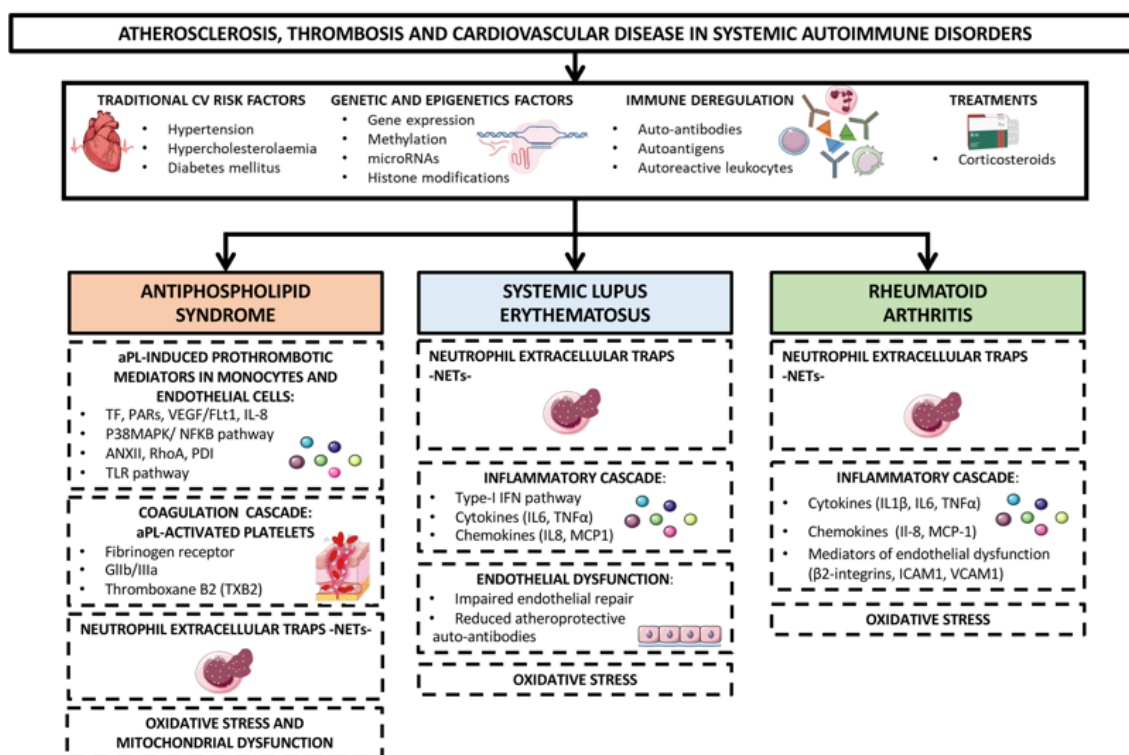 ATHEROSCLEROSIS, THROMBOSIS AND CARDIOVASCULAR DISEASE IN SYSTEMIC AUTOIMMUNE DISORDERS
TRADITIONAL CV RISK FACTORS
• Hypertension
• Hypercholesterolaemia
• Diabetes mellitus
GENETIC AND EPIGENETICS FACTORS
• Gene expression
• Methylation
• microRNAs
• Histone modifications
IMMUNE DEREGULATION
• Auto-antibodies
• Autoantigens
• Autoreactive leukocytes
TREATMENTS
• Corticosteroids
ANTIPHOSPHOLIPID
SYNDROME
aPL-INDUCED PROTHROMBOTIC
MEDIATORS IN MONOCYTES AND
ENDOTHELIAL CELLS:
• TF, PARs, VEGF/FLt1, IL-8
• P38MAPK/ NFKB pathway
• ANXII, RhoA, PDI
• TLR pathway
COAGULATION CASCADE:
aPL-ACTIVATED PLATELETS
• Fibrinogen receptor
• GIIb/IIIa
• Thromboxane B2 (TXB2)
NEUTROPHIL EXTRACELLULAR TRAPS -NETs-
OXIDATIVE STRESS AND
MITOCHONDRIAL DYSFUNCTION
SYSTEMIC LUPUS
ERYTHEMATOSUS
NEUTROPHIL EXTRACELLULAR TRAPS
-NETs-
INFLAMMATORY CASCADE:
• Type-I IFN pathway
• Cytokines (IL6, TNFα)
• Chemokines (IL8, MCP1)
ENDOTHELIAL DYSFUNCTION:
• Impaired endothelial repair
• Reduced atheroprotective
auto-antibodies
OXIDATIVE STRESS
RHEUMATOID
ARTHRITIS
NEUTROPHIL EXTRACELLULAR TRAPS
-NETs-
INFLAMMATORY CASCADE:
• Cytokines (IL1β, IL6, TNFα)
• Chemokines (Il-8, MCP-1)
• Mediators of endothelial dysfunction
(β2-integrins, ICAM1, VCAM1)
OXIDATIVE STRESS